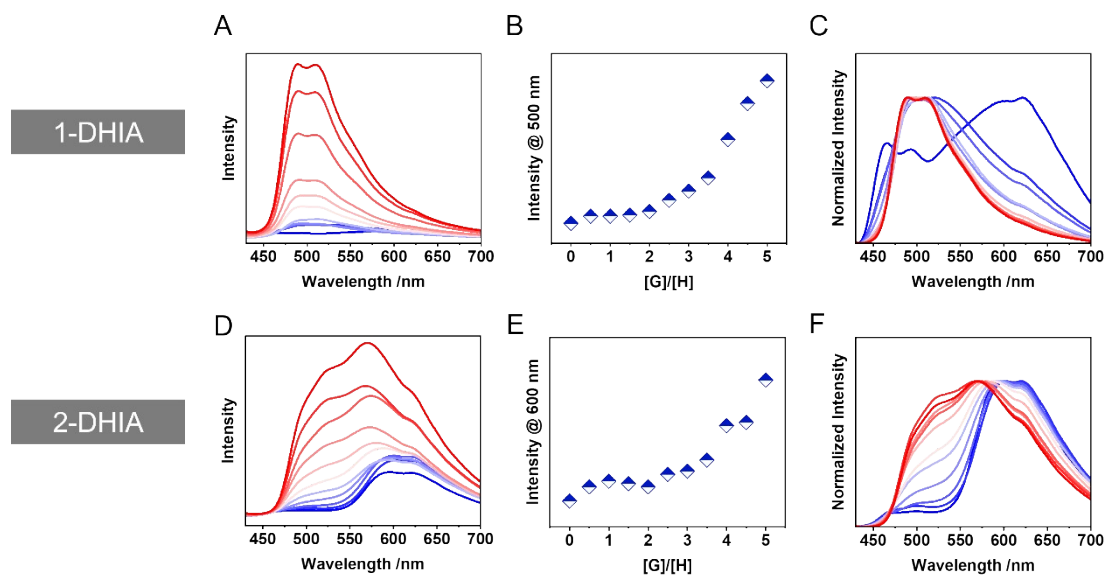 1-DHIA
A
Intensity
450 500 550 600 650 700
Wavelength /nm
B
Intensity @ 500 nm
0 1 2 3 4 5
[G]/[H]
C
Normalized Intensity
450 500 550 600 650 700
Wavelength /nm
2-DHIA
D
Intensity
450 500 550 600 650 700
Wavelength /nm
E
Intensity @ 600 nm
0 1 2 3 4 5
[G]/[H]
F
Normalized Intensity
450 500 550 600 650 700
Wavelength /nm